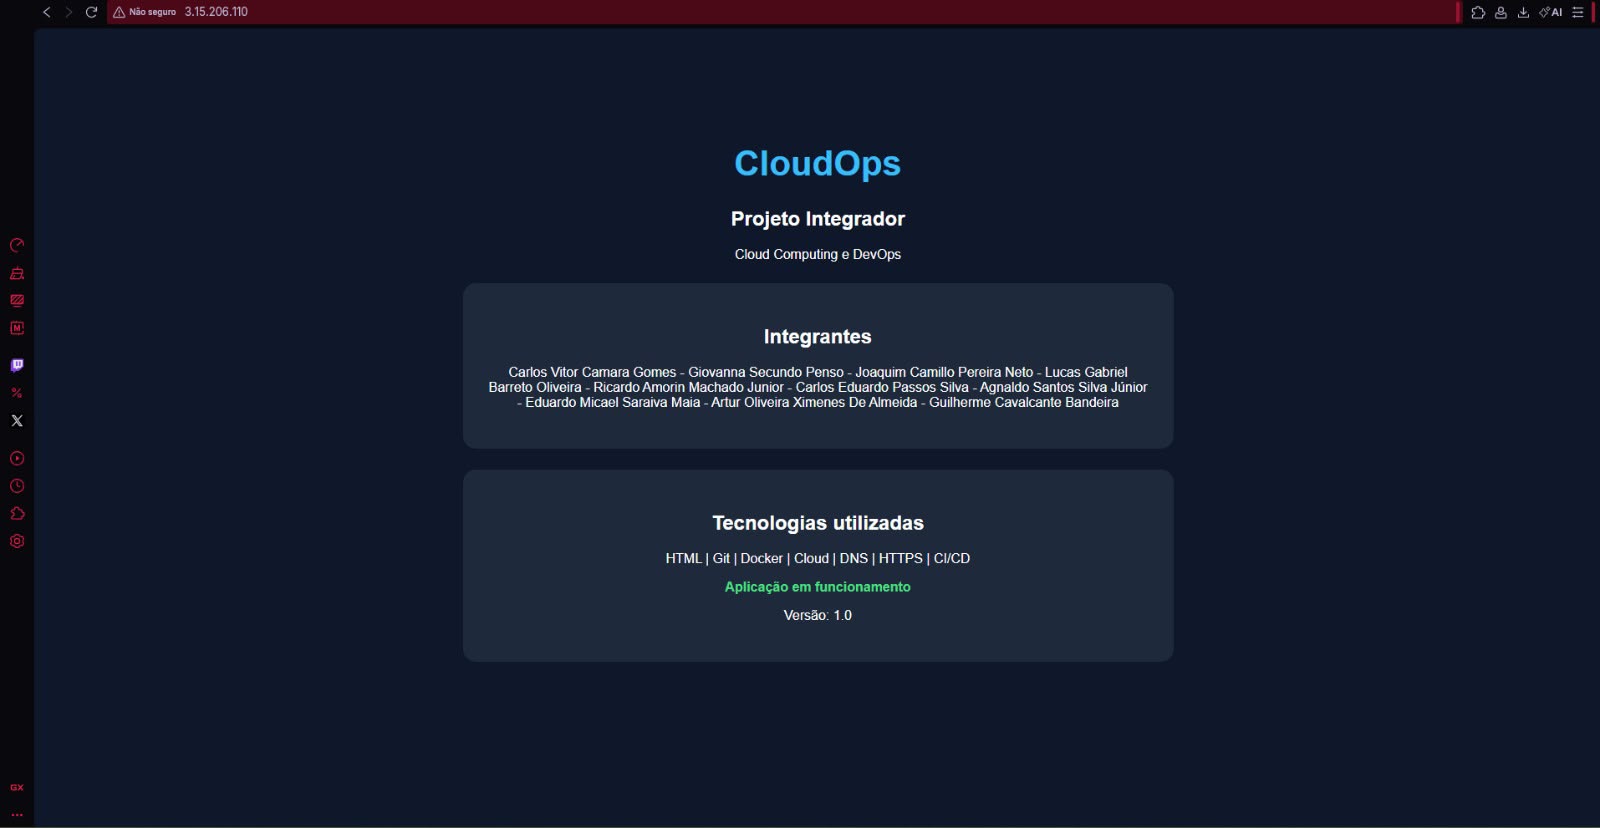 Não seguro 3.15.206.110
AI
CloudOps
Projeto Integrador
Cloud Computing e DevOps
Integrantes
Carlos Vitor Camara Gomes - Giovanna Secundo Penso - Joaquim Camillo Pereira Neto - Lucas Gabriel
Barreto Oliveira - Ricardo Amorin Machado Junior - Carlos Eduardo Passos Silva - Agnaldo Santos Silva Júnior
- Eduardo Micael Saraiva Maia - Artur Oliveira Ximenes De Almeida - Guilherme Cavalcante Bandeira
Tecnologias utilizadas
HTML | Git | Docker | Cloud | DNS | HTTPS | CI/CD
Aplicação em funcionamento
Versão: 1.0
M
GX